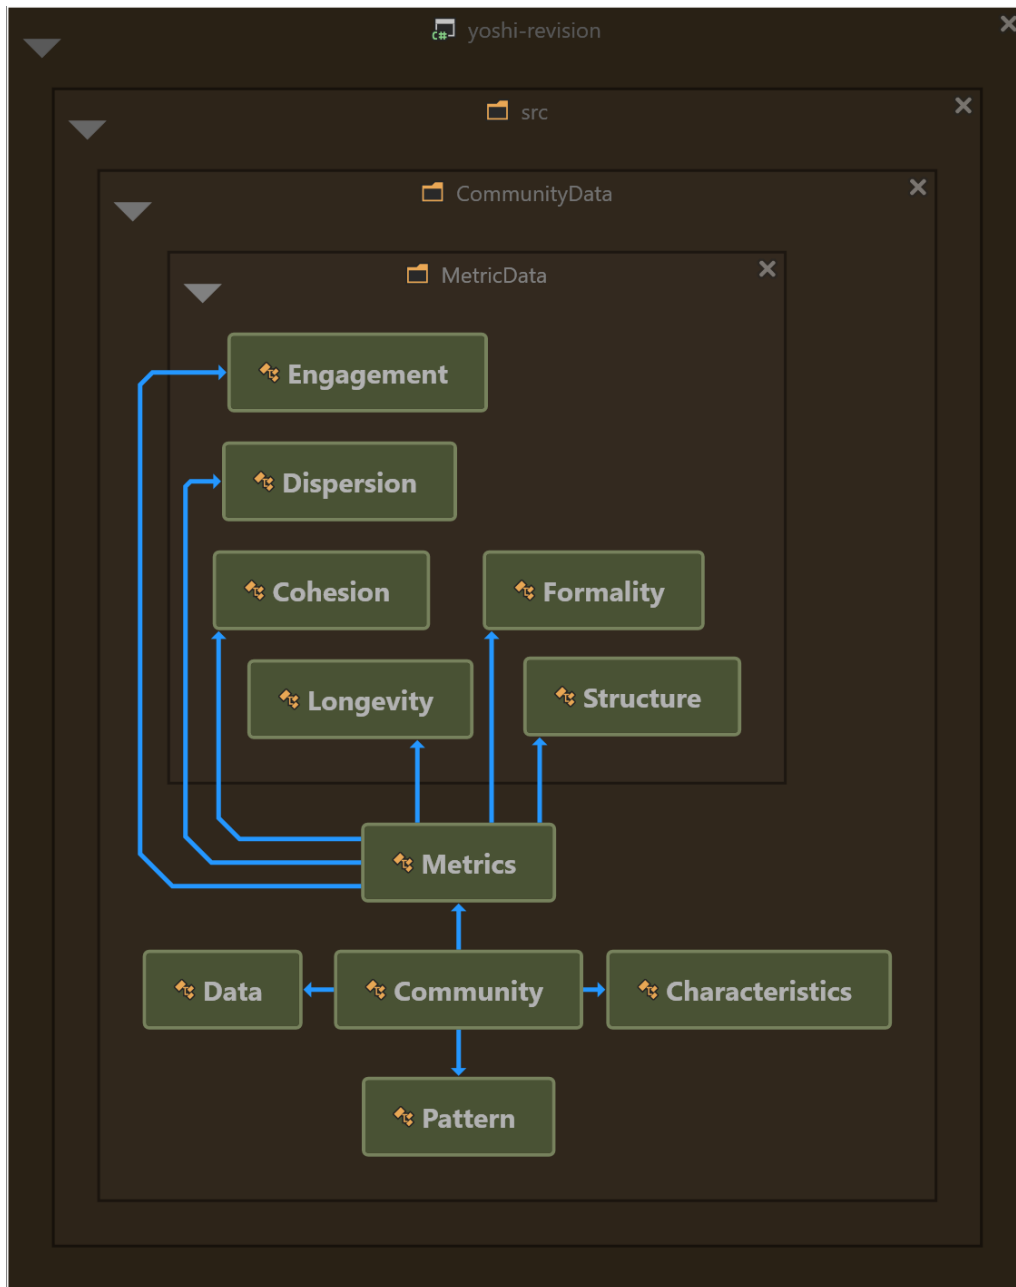 C# yoshi-revision
src
CommunityData
MetricData
Engagement
Dispersion
Cohesion
Formality
Longevity
Structure
Metrics
Data
Community
Characteristics
Pattern